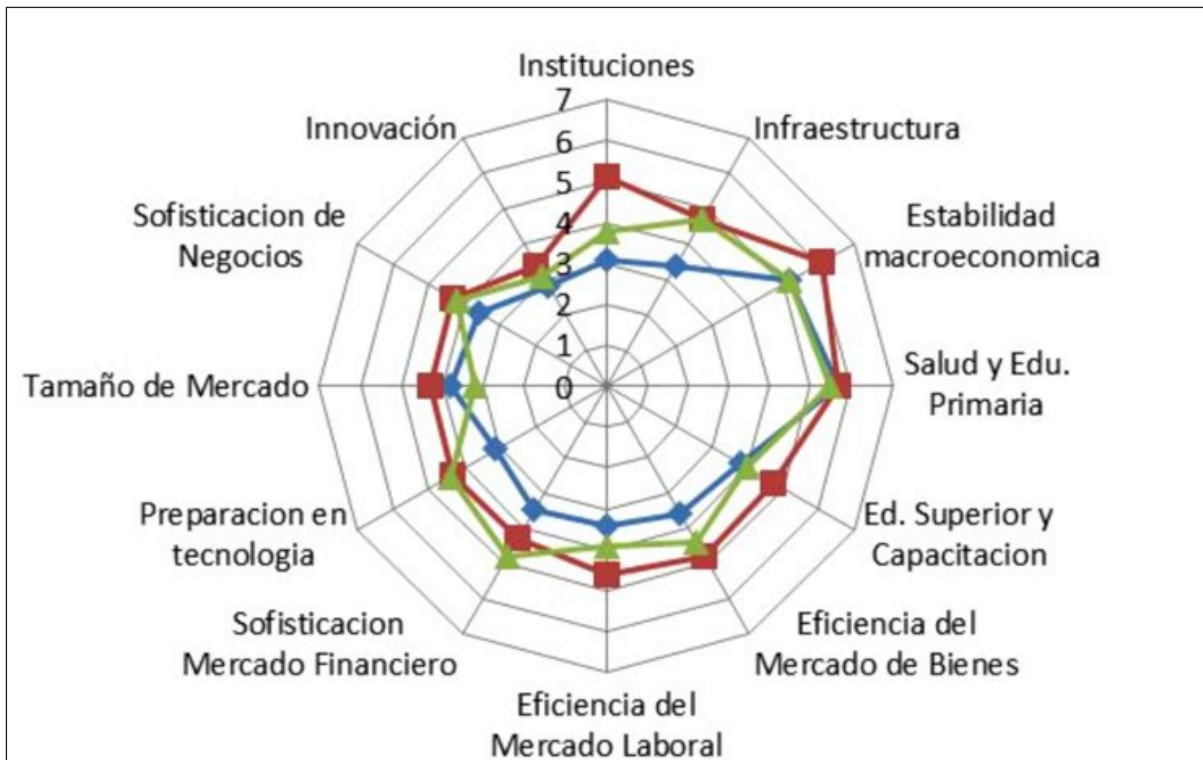 Instituciones
7
6
5
4
3
2
1
0
Infraestructura
Estabilidad
macroeconomica
Salud y Edu.
Primaria
Ed. Superior y
Capacitacion
Eficiencia del
Mercado de Bienes
Eficiencia del
Mercado Laboral
Sofisticacion
Mercado Financiero
Preparacion en
tecnologia
Tamaño de Mercado
Sofisticacion de
Negocios
Innovación